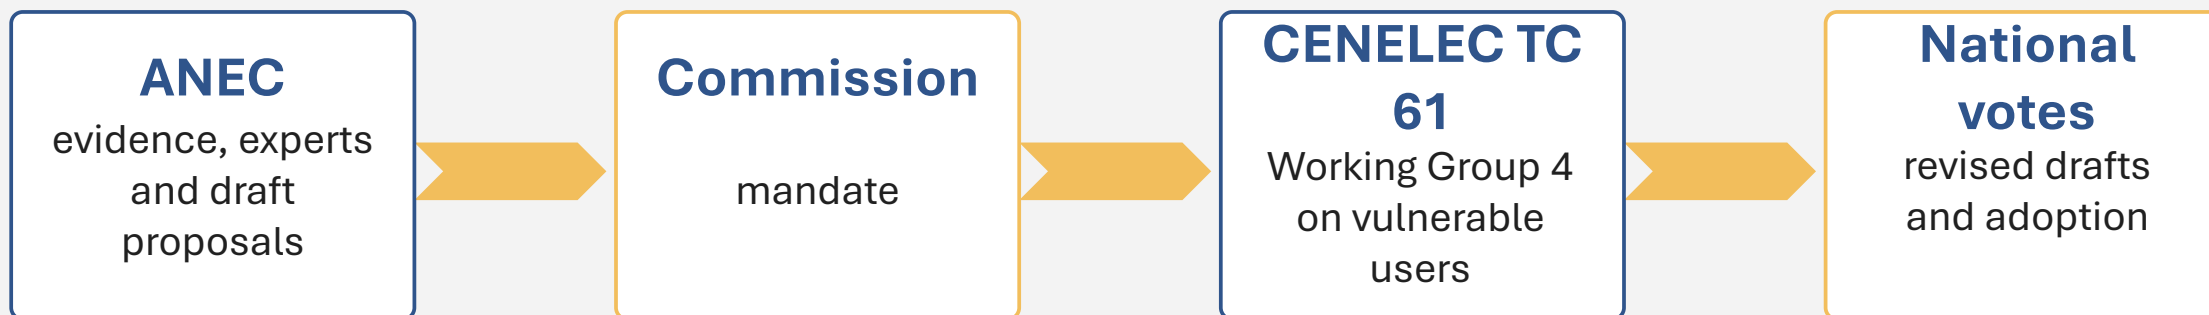 ANEC
evidence, experts
and draft
proposals
Commission
mandate
CENELEC TC
61
Working Group 4
on vulnerable
users
National
votes
revised drafts
and adoption